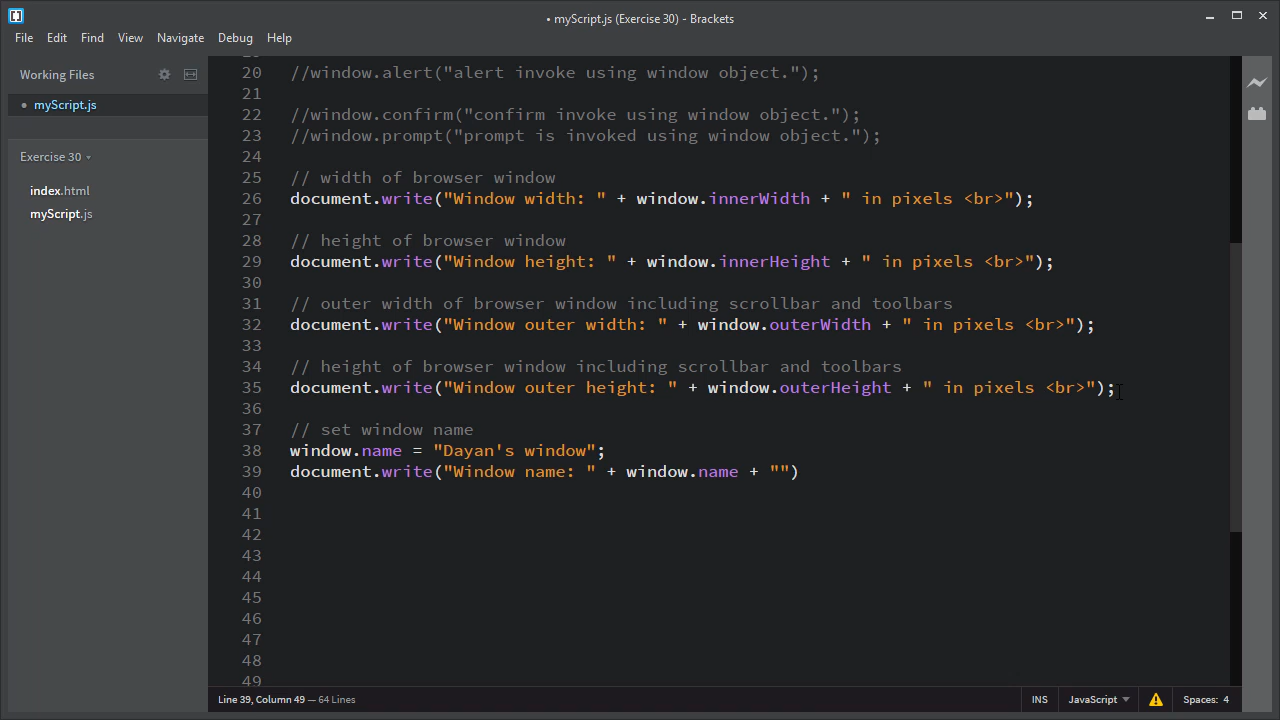 • myScript.js (Exercise 30) - Brackets
File Edit Find View Navigate Debug Help
Working Files
• myScript.js
Exercise 30
index.html
myScript.js
20 //window.alert("alert invoke using window object.");
21
22 //window.confirm("confirm invoke using window object.");
23 //window.prompt("prompt is invoked using window object.");
24
25 // width of browser window
26 document.write("Window width: " + window.innerWidth + " in pixels <br>");
27
28 // height of browser window
29 document.write("Window height: " + window.innerHeight + " in pixels <br>");
30
31 // outer width of browser window including scrollbar and toolbars
32 document.write("Window outer width: " + window.outerWidth + " in pixels <br>");
33
34 // height of browser window including scrollbar and toolbars
35 document.write("Window outer height: " + window.outerHeight + " in pixels <br>");
36
37 // set window name
38 window.name = "Dayan's window";
39 document.write("Window name: " + window.name + "")
40
41
42
43
44
45
46
47
48
49
Line 39, Column 49 — 64 Lines
INS JavaScript Spaces: 4